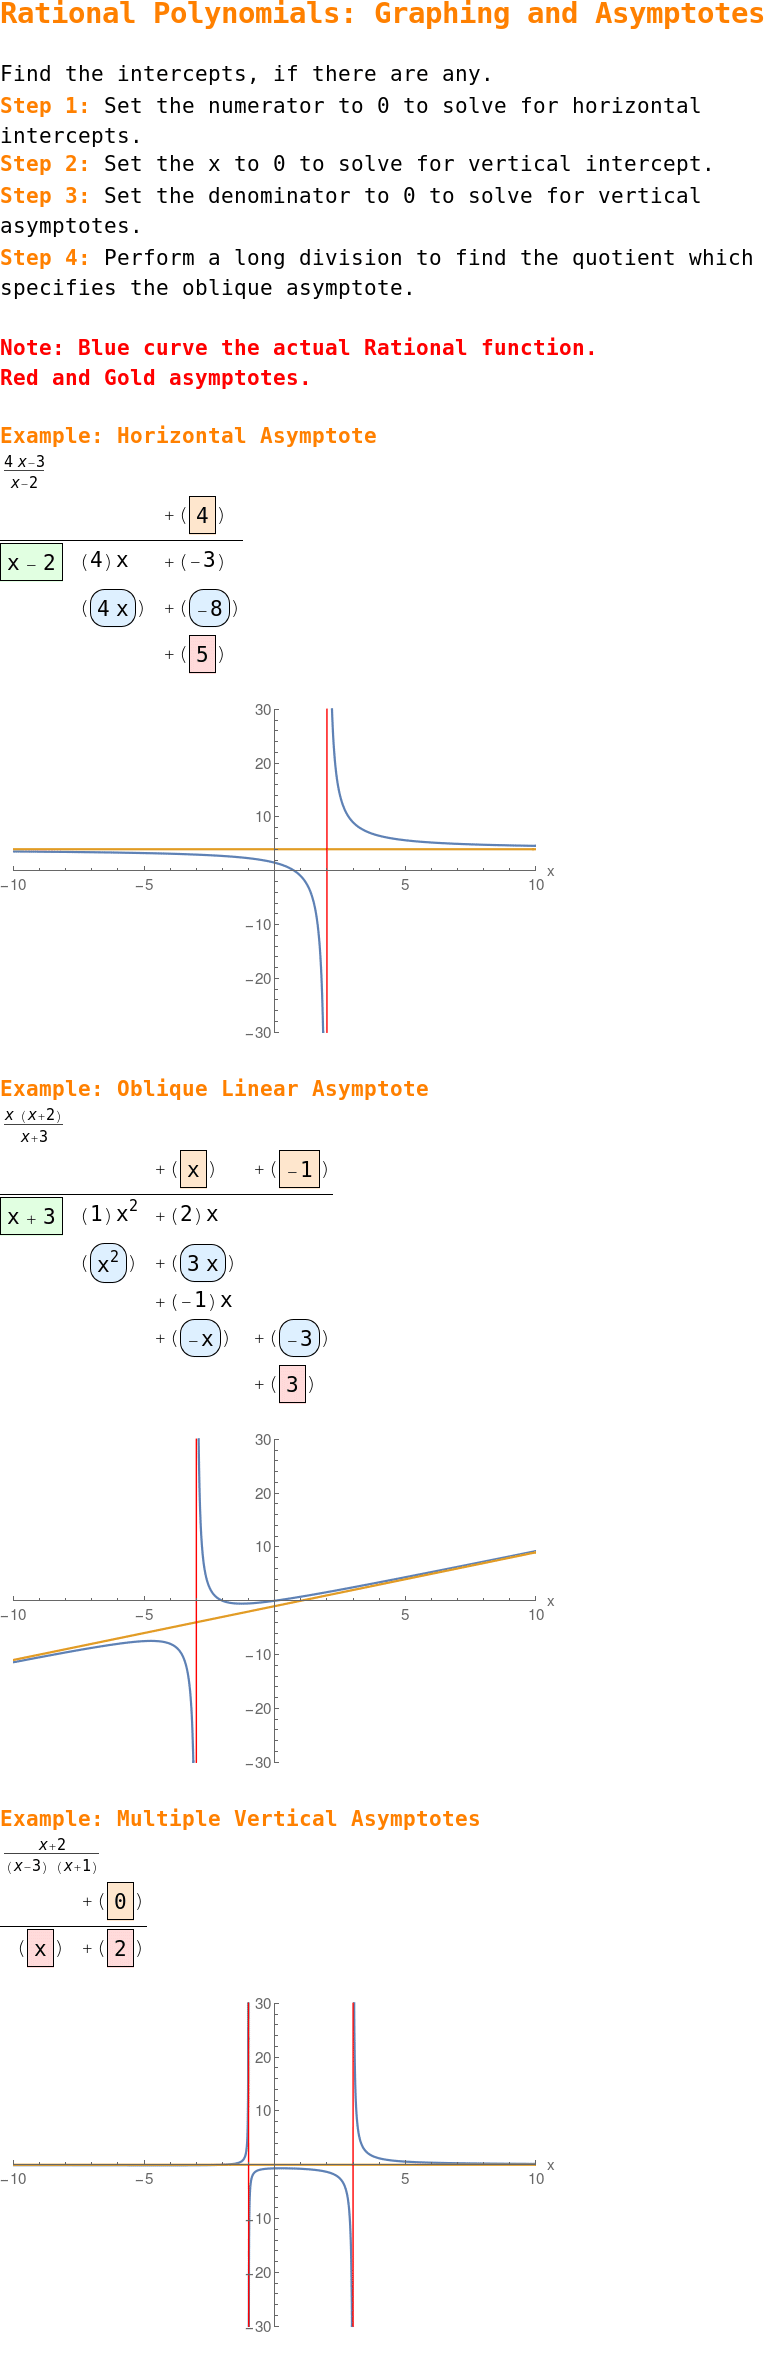 Rational Polynomials: Graphing and Asymptotes
Find the intercepts, if there are any.
Step 1: Set the numerator to 0 to solve for horizontal
intercepts.
Step 2: Set the x to 0 to solve for vertical intercept.
Step 3: Set the denominator to 0 to solve for vertical
asymptotes.
Step 4: Perform a long division to find the quotient which
specifies the oblique asymptote.
Note: Blue curve the actual Rational function.
Red and Gold asymptotes.
Example: Horizontal Asymptote
4 x−3
x−2
+ ( 4 )
x − 2 (4) x + (−3)
(4 x) + (−8)
+ ( 5 )
30
20
10
−10 −5 5 10 x
−10
−20
−30
Example: Oblique Linear Asymptote
x (x+2)
x+3
+ ( x ) + ( −1 )
x + 3 (1) x² + (2) x
(x²) + (3 x)
+ (−1) x
+ (−x) + (−3)
+ ( 3 )
30
20
10
−10 −5 5 10 x
−10
−20
−30
Example: Multiple Vertical Asymptotes
x+2
(x−3) (x+1)
+ ( 0 )
( x ) + ( 2 )
30
20
10
−10 −5 5 10 x
−10
−20
−30